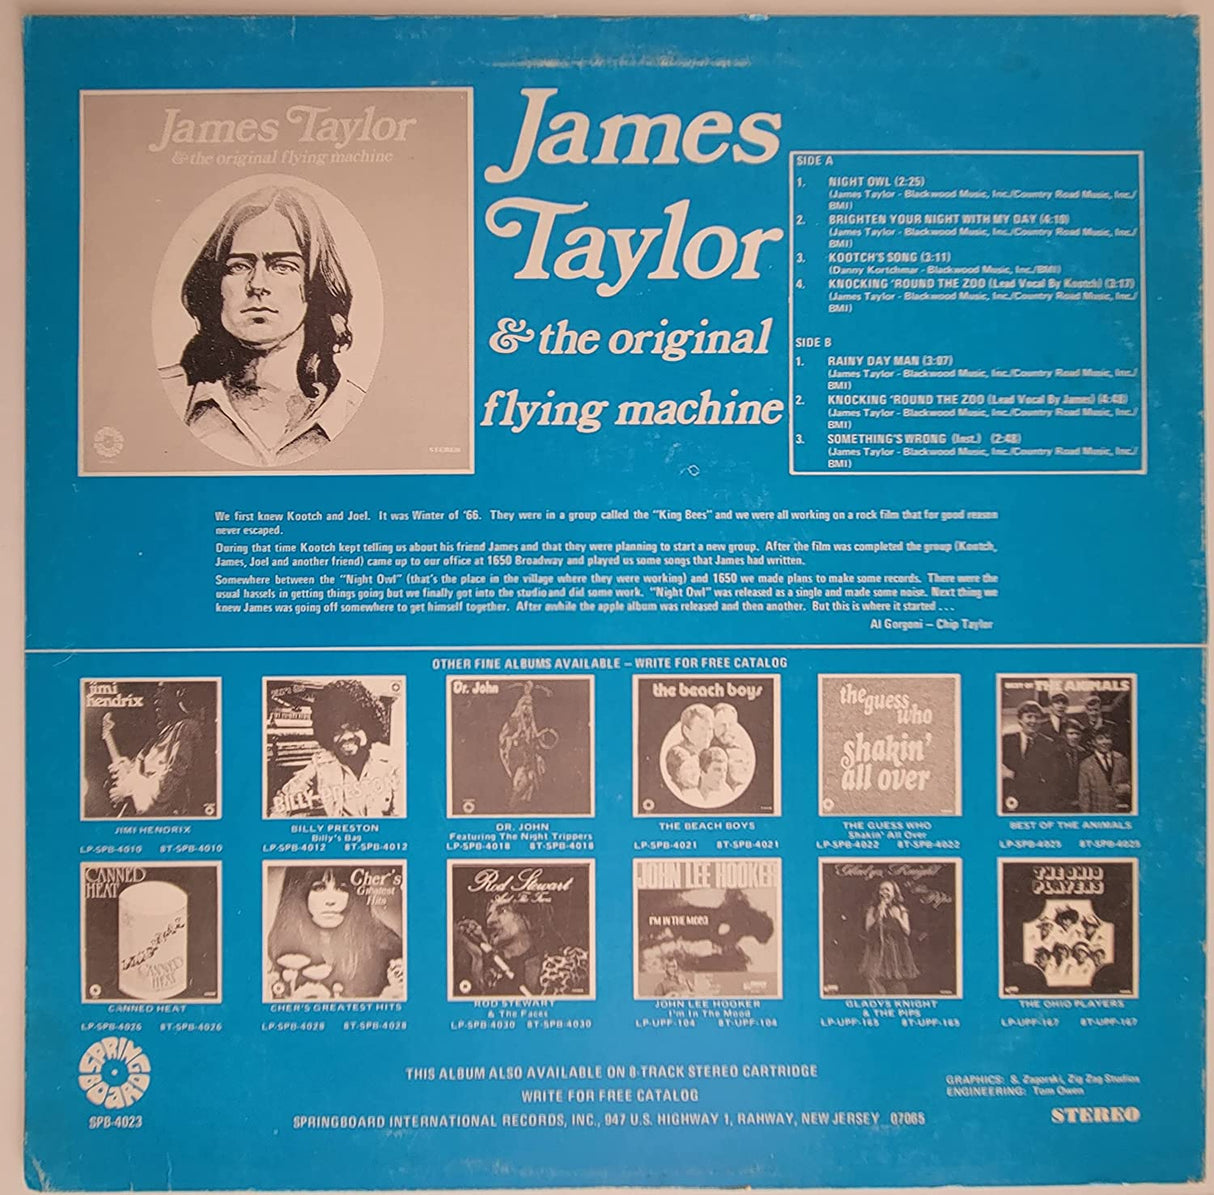 James Taylor
& the original flying machine
STEREO
James
Taylor
& the original
flying machine
SIDE A
1. NIGHT OWL (2:25)
(James Taylor - Blackwood Music, Inc./Country Road Music, Inc./
BMI)
2. BRIGHTEN YOUR NIGHT WITH MY DAY (4:19)
(James Taylor - Blackwood Music, Inc./Country Road Music, Inc./
BMI)
3. KOOTCH'S SONG (3:11)
(Danny Kortchmar - Blackwood Music, Inc./BMI)
4. KNOCKING 'ROUND THE ZOO (Lead Vocal By Kootch) (3:17)
(James Taylor - Blackwood Music, Inc./Country Road Music, Inc./
BMI)
SIDE B
1. RAINY DAY MAN (3:07)
(James Taylor - Blackwood Music, Inc./Country Road Music, Inc./
BMI)
2. KNOCKING 'ROUND THE ZOO (Lead Vocal By James) (4:48)
(James Taylor - Blackwood Music, Inc./Country Road Music, Inc./
BMI)
3. SOMETHING'S WRONG (Inst.) (2:48)
(James Taylor - Blackwood Music, Inc./Country Road Music, Inc./
BMI)
We first knew Kootch and Joel. It was Winter of '66. They were in a group called the "King Bees" and we were all working on a rock film that for good reason
never escaped.
During that time Kootch kept telling us about his friend James and that they were planning to start a new group. After the film was completed the group (Kootch,
James, Joel and another friend) came up to our office at 1650 Broadway and played us some songs that James had written.
Somewhere between the "Night Owl" (that's the place in the village where they were working) and 1650 we made plans to make some records. There were the
usual hassels in getting things going but we finally got into the studio and did some work. "Night Owl" was released as a single and made some noise. Next thing we
knew James was going off somewhere to get himself together. After awhile the apple album was released and then another. But this is where it started ...
Al Gorgoni – Chip Taylor
OTHER FINE ALBUMS AVAILABLE – WRITE FOR FREE CATALOG
jimi
hendrix
BILLY PRESTON
Dr. John
the beach boys
the guess
who
shakin'
all over
BEST OF THE ANIMALS
JIMI HENDRIX
LP-SPB-4010 8T-SPB-4010
BILLY PRESTON
Billy's Bag
LP-SPB-4012 8T-SPB-4012
DR. JOHN
Featuring The Night Trippers
LP-SPB-4018 8T-SPB-4018
THE BEACH BOYS
LP-SPB-4021 8T-SPB-4021
THE GUESS WHO
Shakin' All Over
LP-SPB-4022 8T-SPB-4022
BEST OF THE ANIMALS
LP-SPB-4025 8T-SPB-4025
CANNED
HEAT
CANNED
HEAT
Cher's
Greatest
Hits
Rod Stewart
And The Faces
JOHN LEE HOOKER
I'M IN THE MOOD
Gladys Knight
& the Pips
THE OHIO
PLAYERS
CANNED HEAT
LP-SPB-4026 8T-SPB-4026
CHER'S GREATEST HITS
LP-SPB-4028 8T-SPB-4028
ROD STEWART
& The Faces
LP-SPB-4030 8T-SPB-4030
JOHN LEE HOOKER
I'm In The Mood
LP-UPF-104 8T-UPF-104
GLADYS KNIGHT
& THE PIPS
LP-UPF-165 8T-UPF-165
THE OHIO PLAYERS
LP-UPF-167 8T-UPF-167
SPRINGBOARD
SPB-4023
THIS ALBUM ALSO AVAILABLE ON 8-TRACK STEREO CARTRIDGE
WRITE FOR FREE CATALOG
SPRINGBOARD INTERNATIONAL RECORDS, INC., 947 U.S. HIGHWAY 1, RAHWAY, NEW JERSEY 07065
GRAPHICS: S. Zagorski, Zig Zag Studios
ENGINEERING: Tom Owen
STEREO